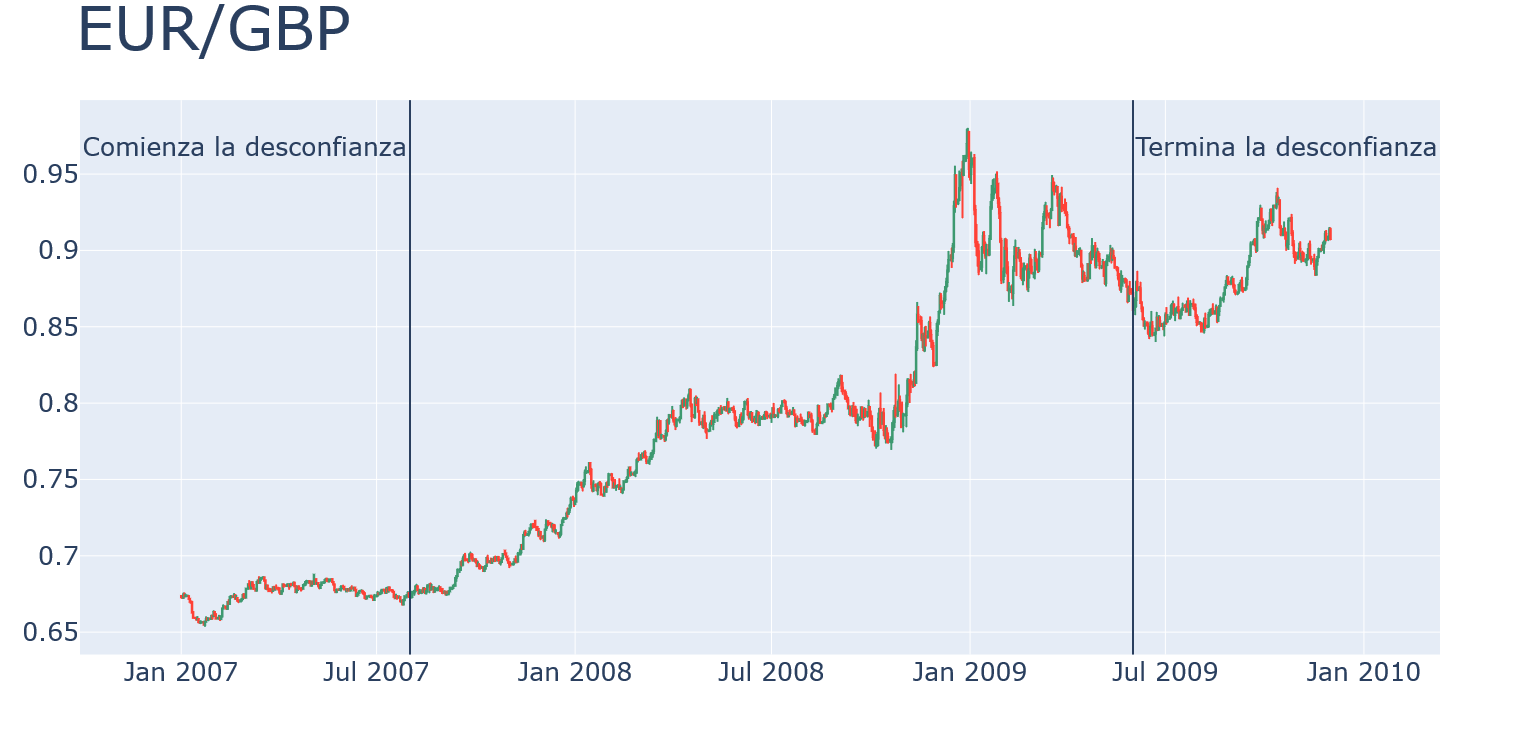 EUR/GBP
Comienza la desconfianza
Termina la desconfianza
0.95
0.9
0.85
0.8
0.75
0.7
0.65
Jan 2007
Jul 2007
Jan 2008
Jul 2008
Jan 2009
Jul 2009
Jan 2010